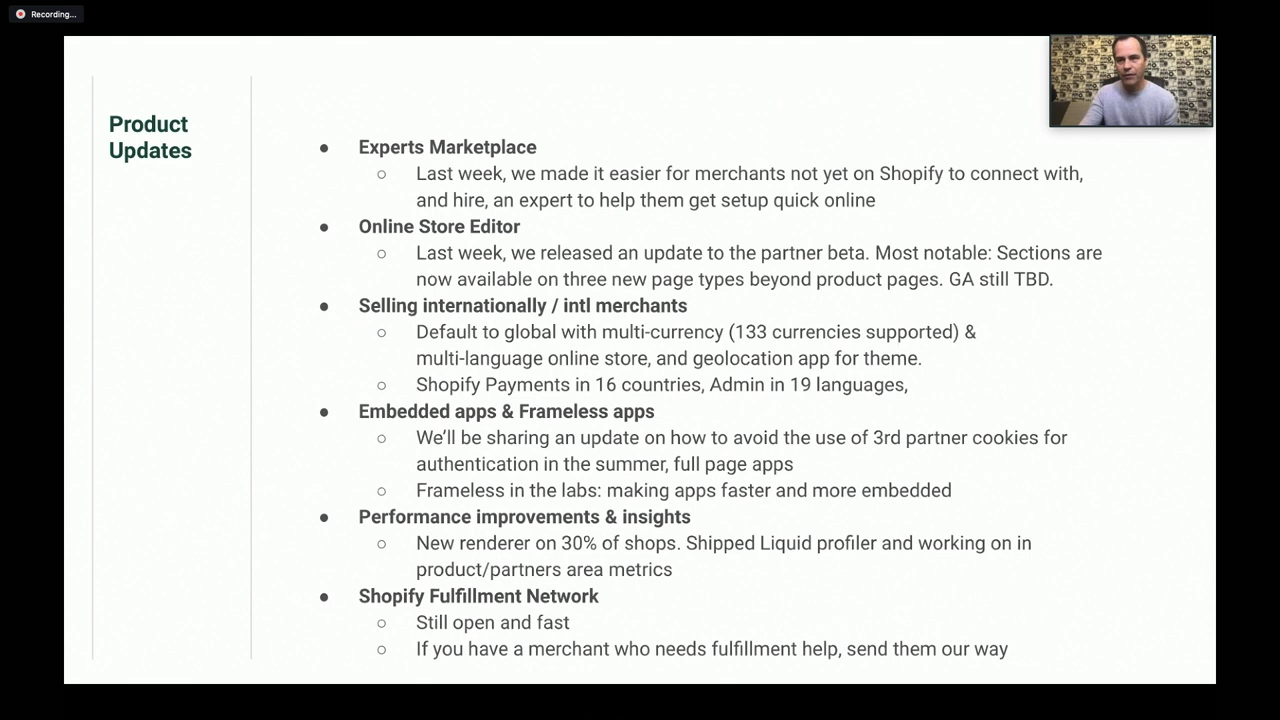 Recording...
Product
Updates
● Experts Marketplace
○ Last week, we made it easier for merchants not yet on Shopify to connect with,
and hire, an expert to help them get setup quick online
● Online Store Editor
○ Last week, we released an update to the partner beta. Most notable: Sections are
now available on three new page types beyond product pages. GA still TBD.
● Selling internationally / intl merchants
○ Default to global with multi-currency (133 currencies supported) &
multi-language online store, and geolocation app for theme.
○ Shopify Payments in 16 countries, Admin in 19 languages,
● Embedded apps & Frameless apps
○ We’ll be sharing an update on how to avoid the use of 3rd partner cookies for
authentication in the summer, full page apps
○ Frameless in the labs: making apps faster and more embedded
● Performance improvements & insights
○ New renderer on 30% of shops. Shipped Liquid profiler and working on in
product/partners area metrics
● Shopify Fulfillment Network
○ Still open and fast
○ If you have a merchant who needs fulfillment help, send them our way